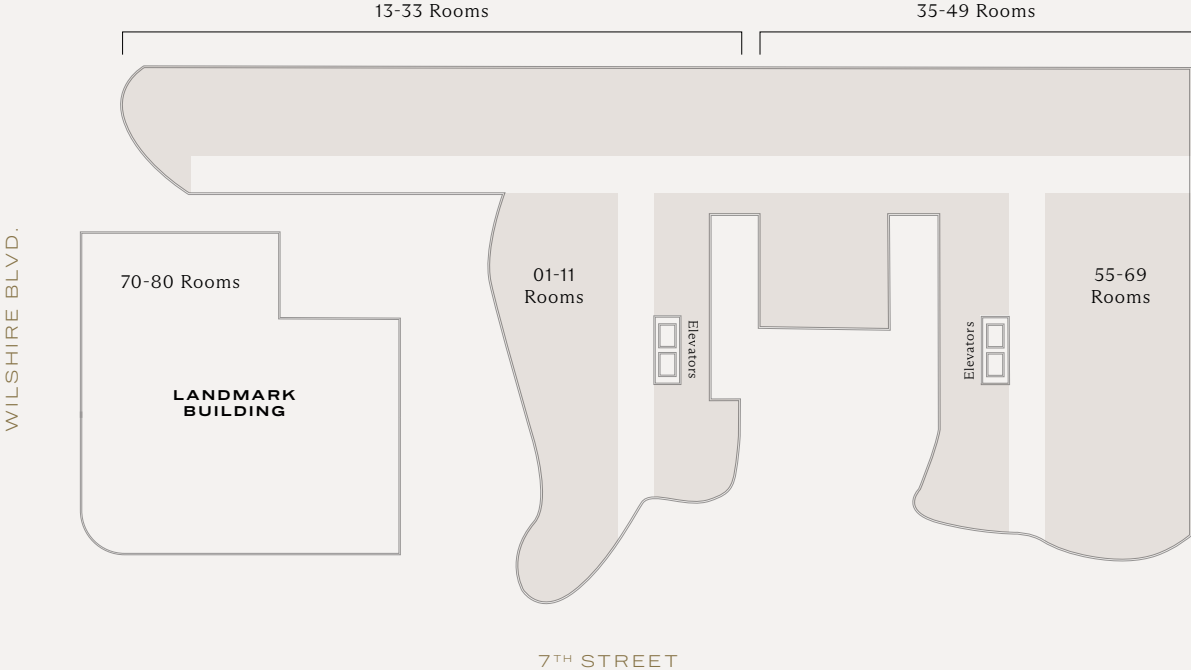 13-33 Rooms
35-49 Rooms
WILSHIRE BLVD.
70-80 Rooms
LANDMARK
BUILDING
01-11
Rooms
Elevators
Elevators
55-69
Rooms
7TH STREET